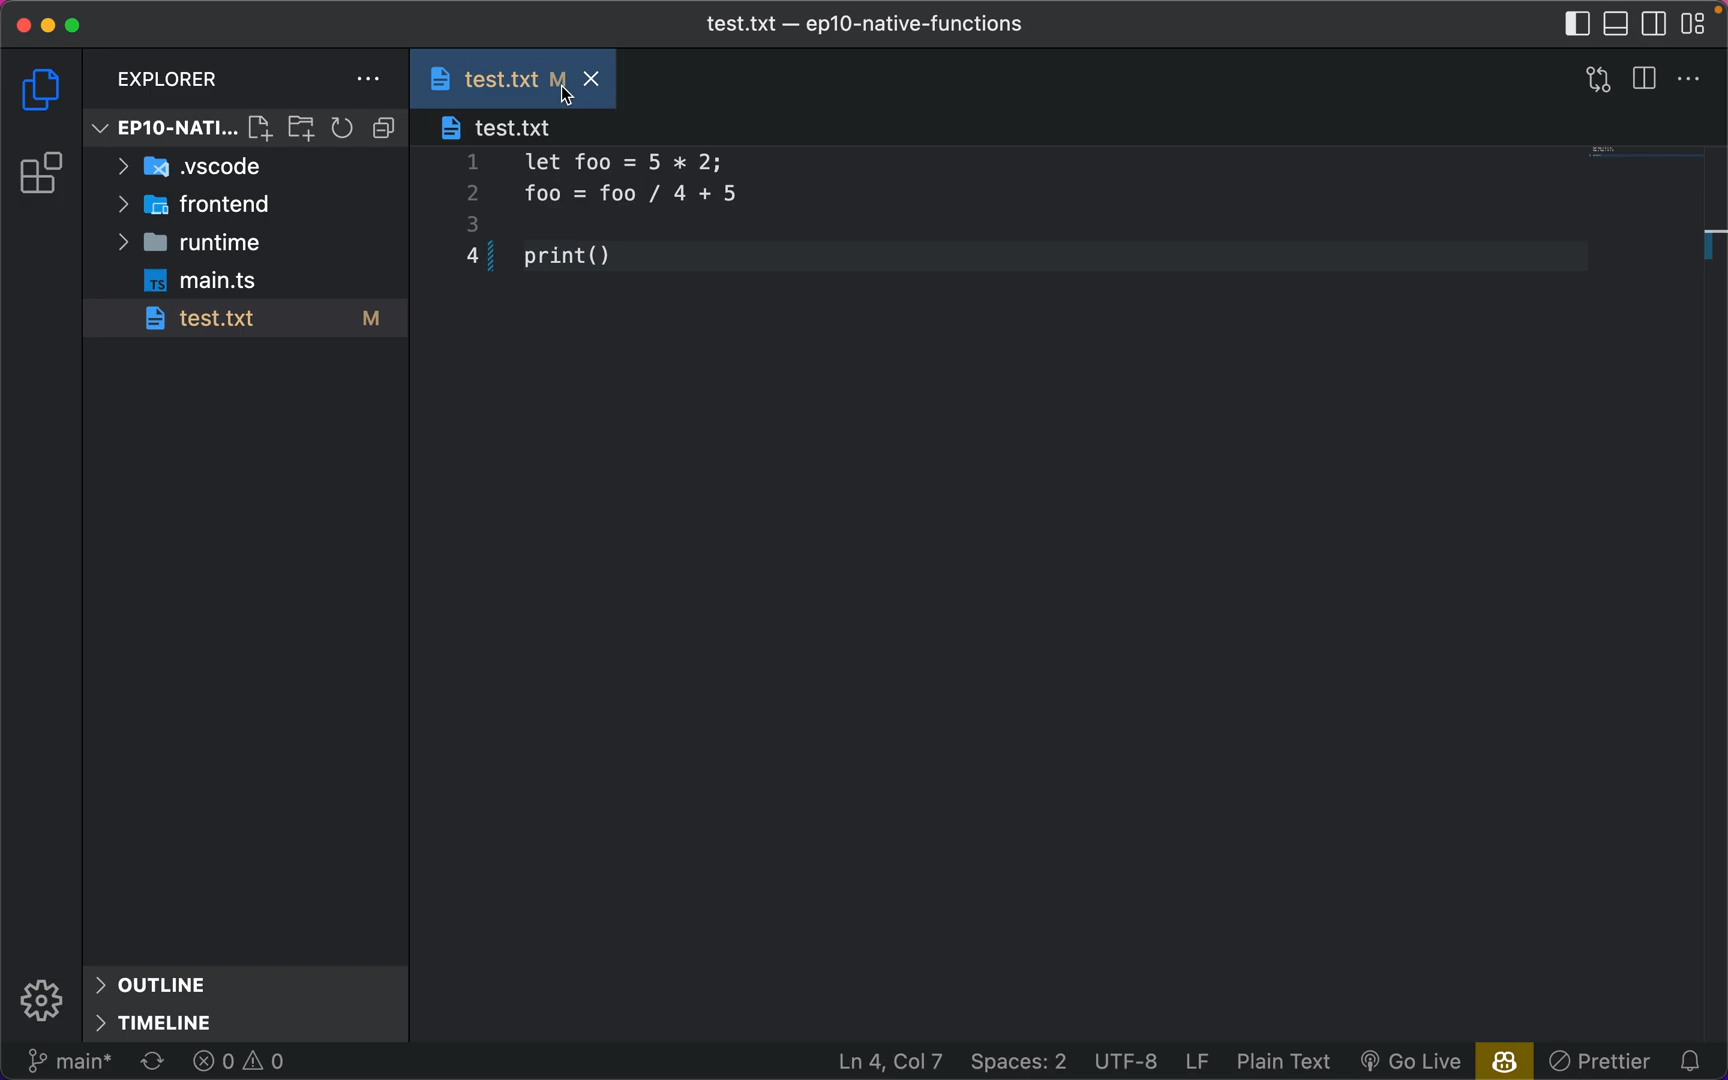 test.txt — ep10-native-functions
EXPLORER
test.txt M
EP10-NATI...
test.txt
.vscode
frontend
runtime
main.ts
test.txt M
1 let foo = 5 * 2;
2 foo = foo / 4 + 5
3
4 print()
OUTLINE
TIMELINE
main* 0 0 Ln 4, Col 7 Spaces: 2 UTF-8 LF Plain Text Go Live Prettier